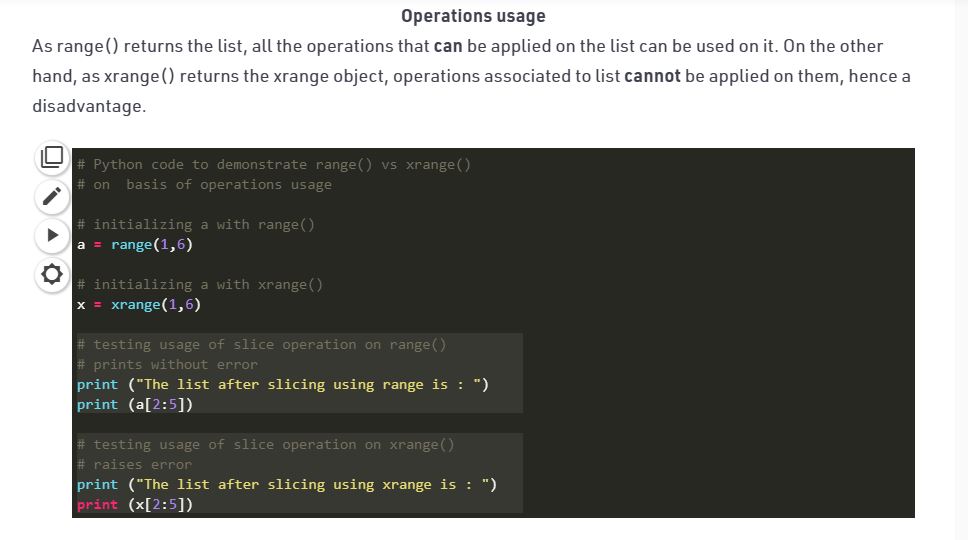 Operations usage
As range() returns the list, all the operations that can be applied on the list can be used on it. On the other
hand, as xrange() returns the xrange object, operations associated to list cannot be applied on them, hence a
disadvantage.
# Python code to demonstrate range() vs xrange()
# on  basis of operations usage
# initializing a with range()
a = range(1,6)
# initializing a with xrange()
x = xrange(1,6)
# testing usage of slice operation on range()
# prints without error
print ("The list after slicing using range is : ")
print (a[2:5])
# testing usage of slice operation on xrange()
# raises error
print ("The list after slicing using xrange is : ")
print (x[2:5])